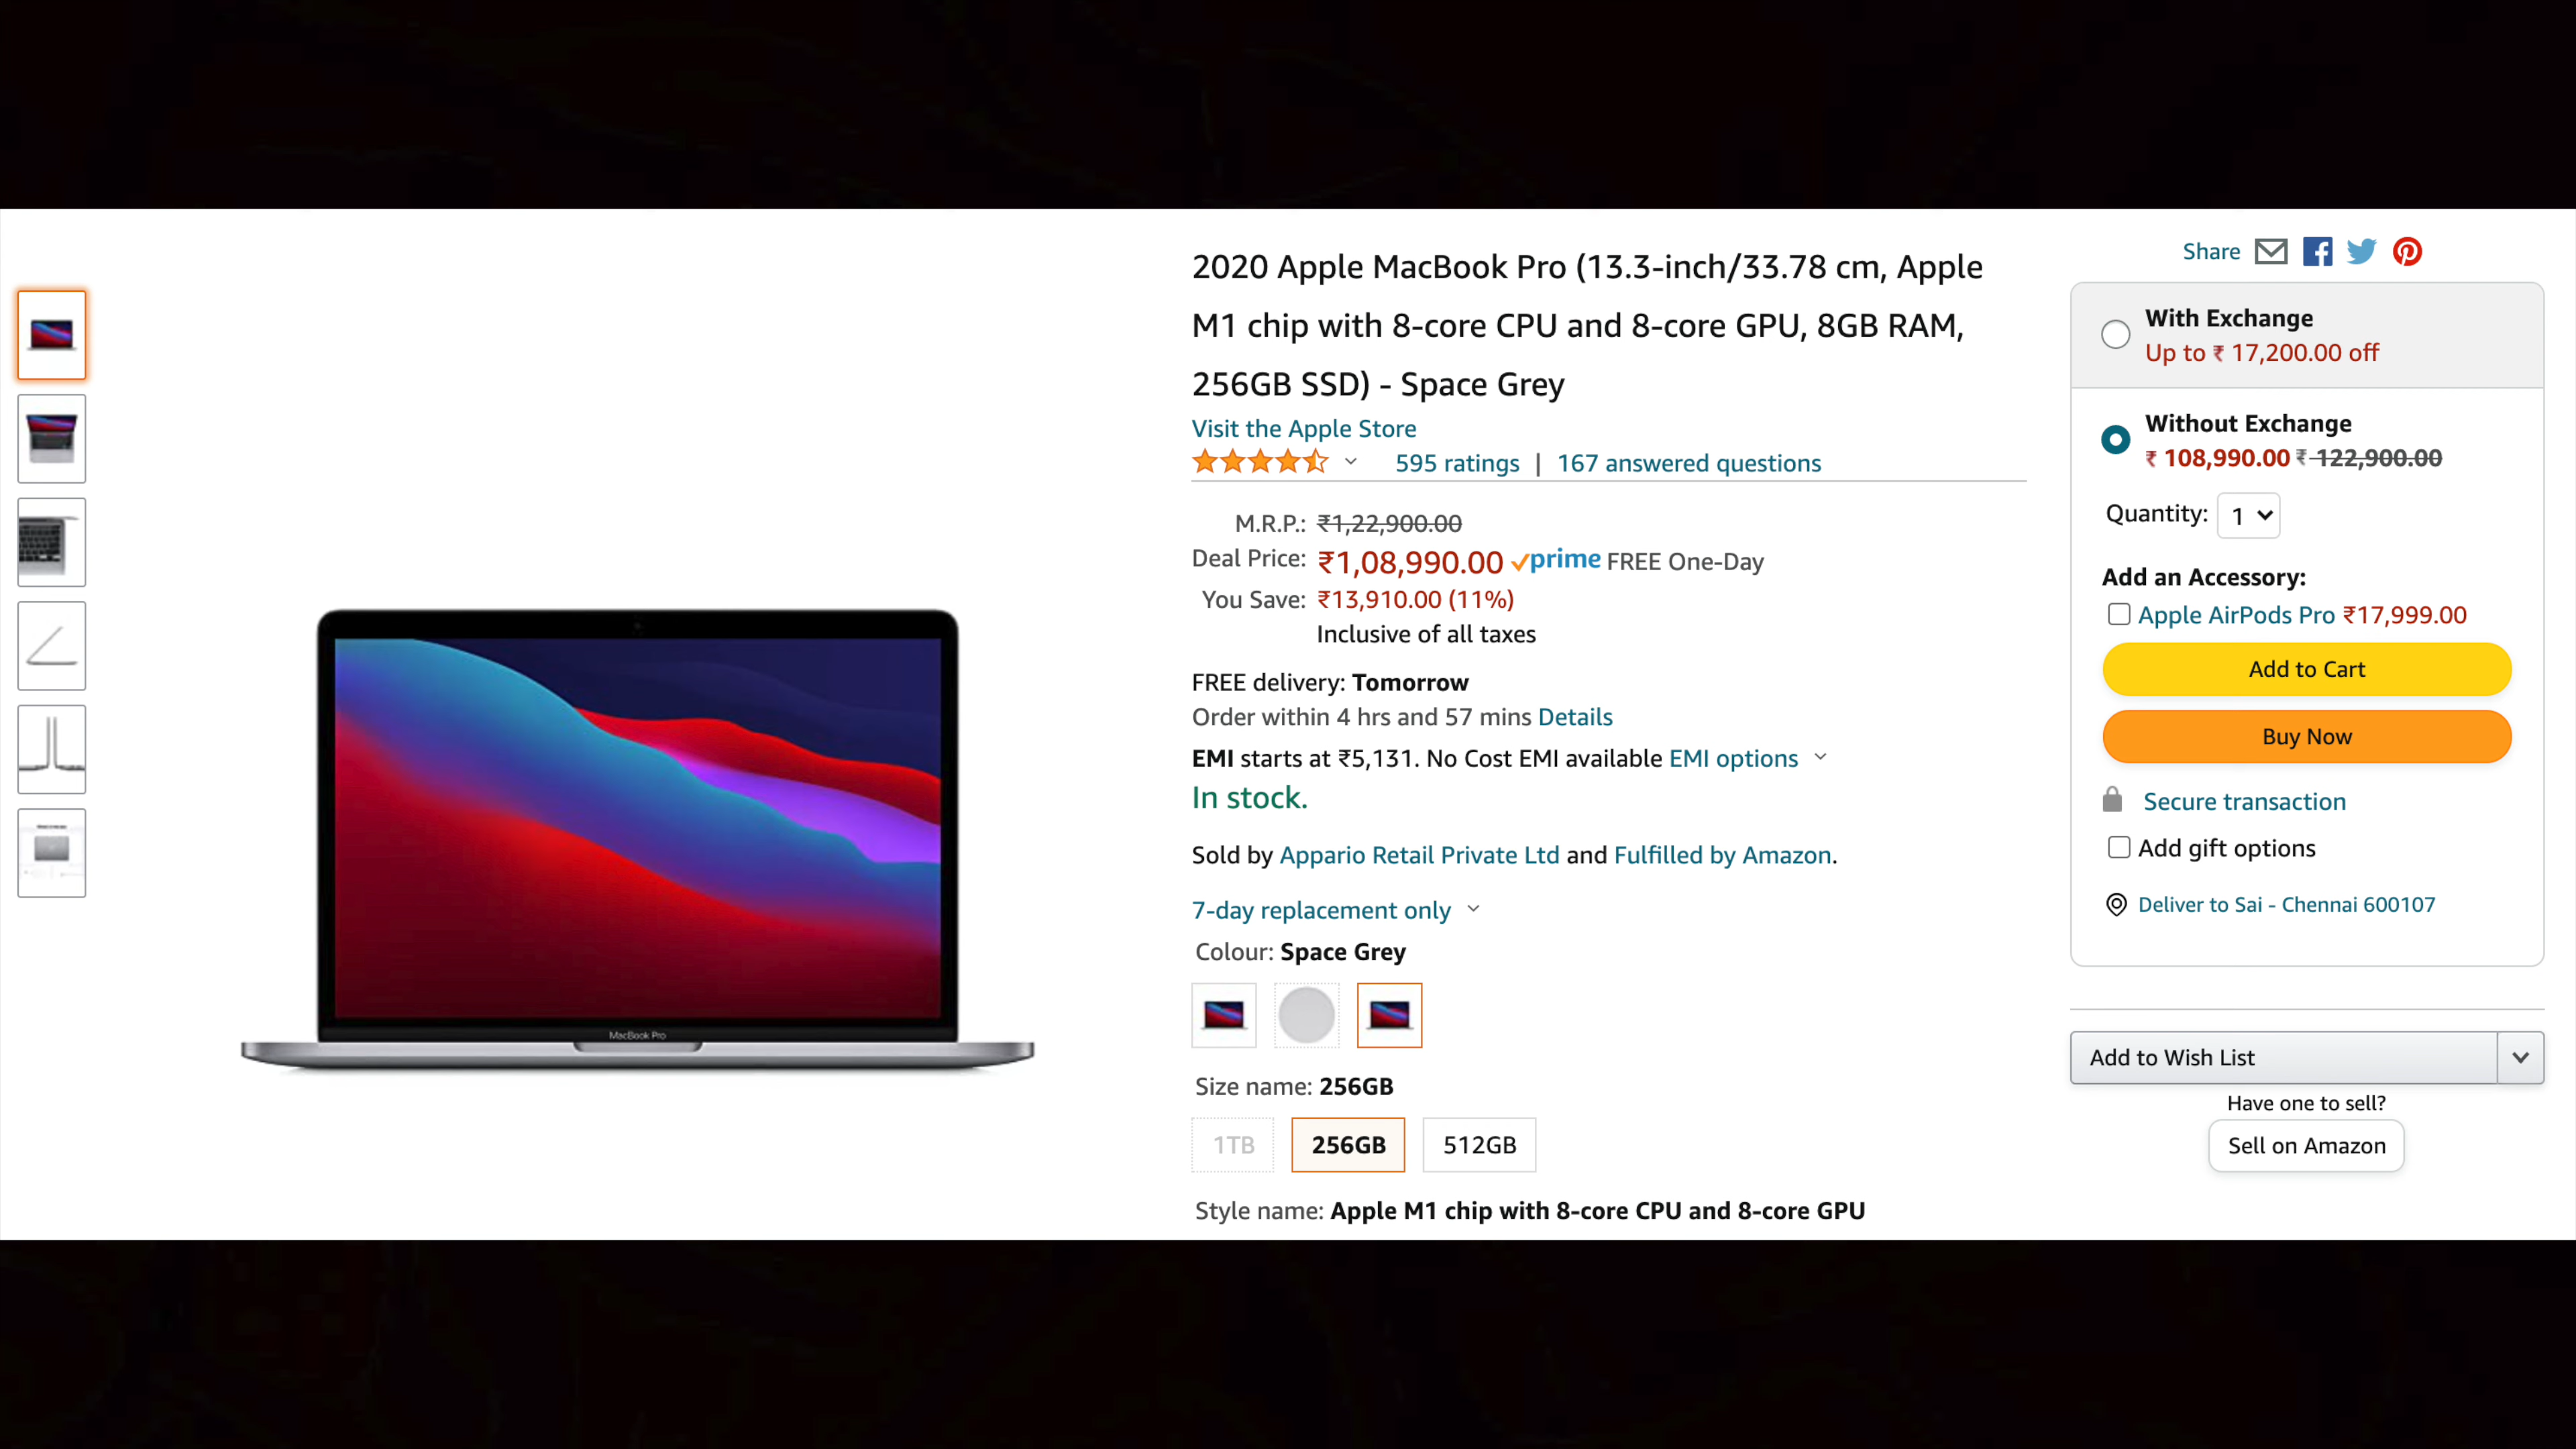 2020 Apple MacBook Pro (13.3-inch/33.78 cm, Apple
M1 chip with 8-core CPU and 8-core GPU, 8GB RAM,
256GB SSD) - Space Grey
Visit the Apple Store
595 ratings | 167 answered questions
M.R.P.: ₹1,22,900.00
Deal Price: ₹1,08,990.00 prime FREE One-Day
You Save: ₹13,910.00 (11%)
Inclusive of all taxes
FREE delivery: Tomorrow
Order within 4 hrs and 57 mins Details
EMI starts at ₹5,131. No Cost EMI available EMI options
In stock.
Sold by Appario Retail Private Ltd and Fulfilled by Amazon.
7-day replacement only
Colour: Space Grey
Size name: 256GB
1TB 256GB 512GB
Style name: Apple M1 chip with 8-core CPU and 8-core GPU
MacBook Pro
Share
With Exchange
Up to ₹ 17,200.00 off
Without Exchange
₹ 108,990.00 ₹ 122,900.00
Quantity: 1
Add an Accessory:
Apple AirPods Pro ₹17,999.00
Add to Cart
Buy Now
Secure transaction
Add gift options
Deliver to Sai - Chennai 600107
Add to Wish List
Have one to sell?
Sell on Amazon